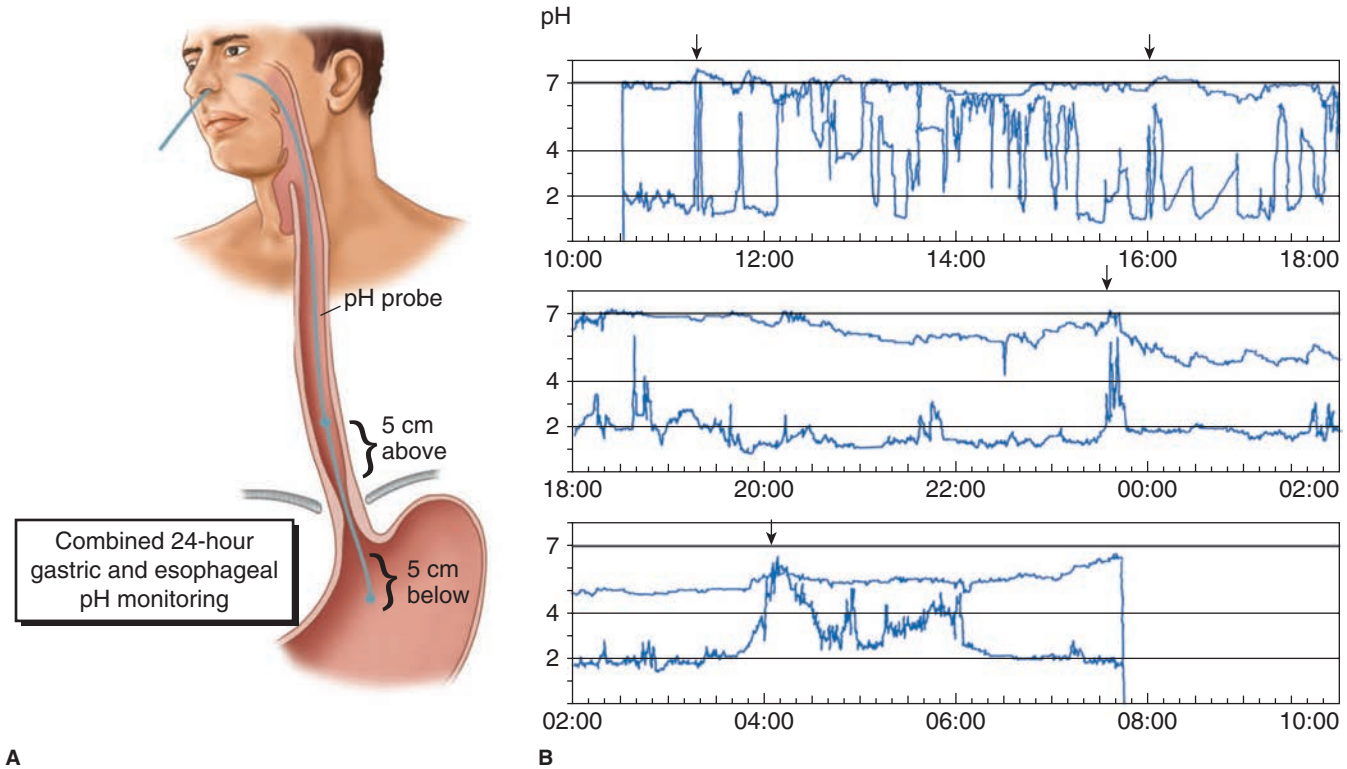 pH probe
5 cm
above
Combined 24-hour
gastric and esophageal
pH monitoring
5 cm
below
A
pH
7
4
2
10:00 12:00 14:00 16:00 18:00
7
4
2
18:00 20:00 22:00 00:00 02:00
7
4
2
02:00 04:00 06:00 08:00 10:00
B